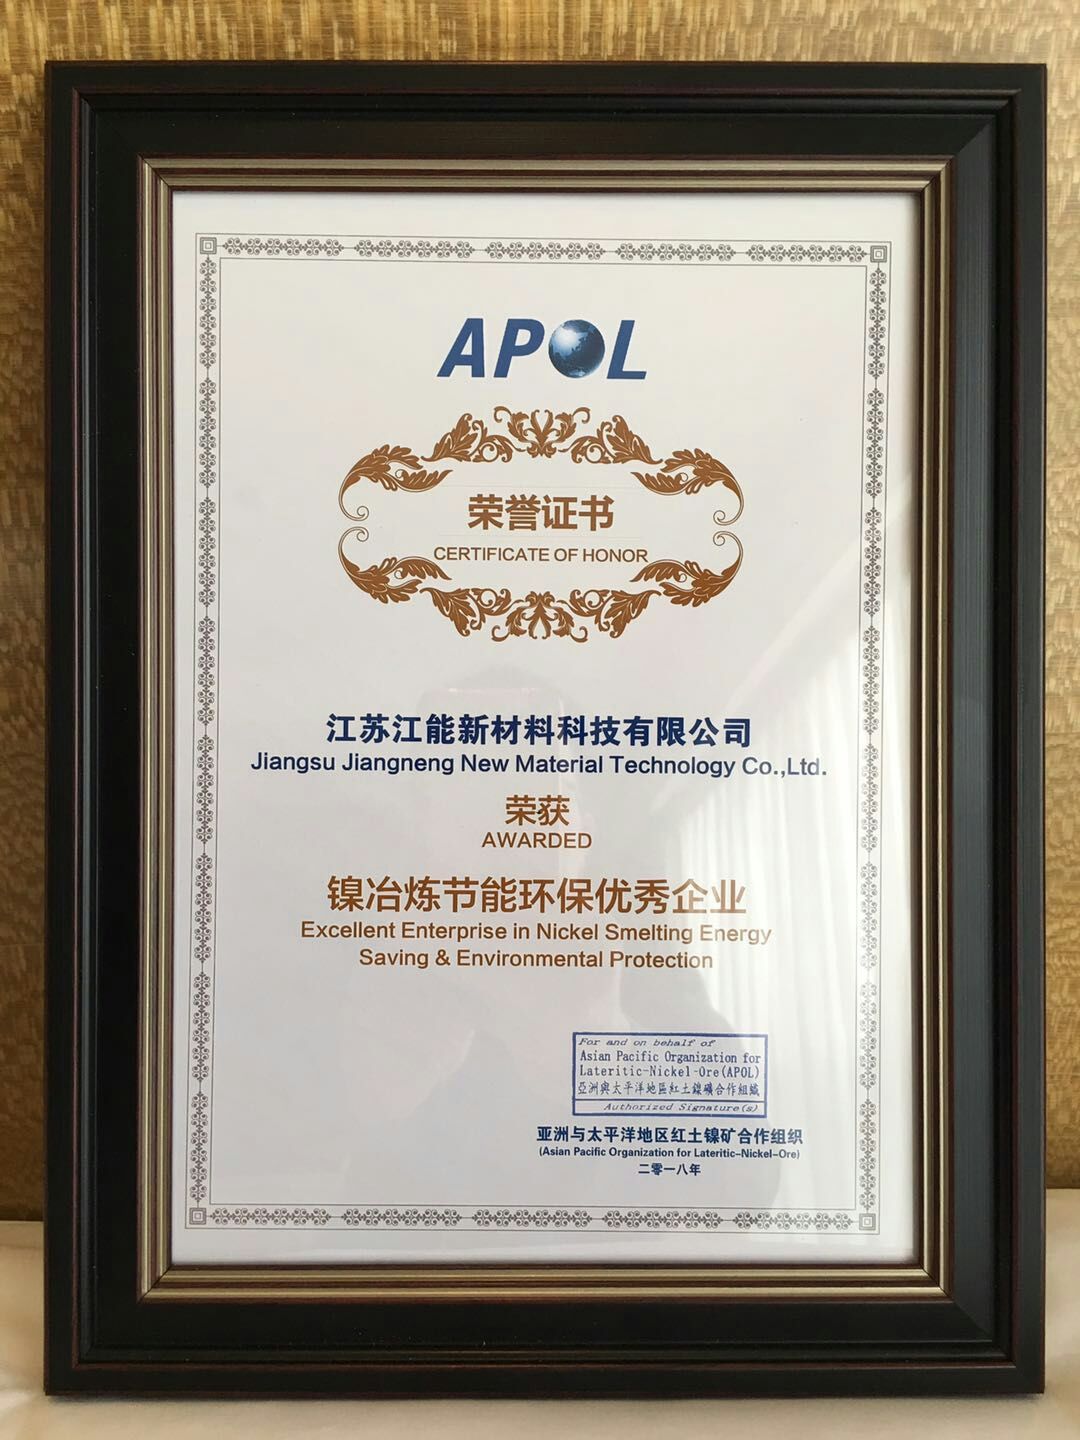 APOL
荣誉证书
CERTIFICATE OF HONOR
江苏江能新材料科技有限公司
Jiangsu Jiangneng New Material Technology Co.,Ltd.
荣获
AWARDED
镍冶炼节能环保优秀企业
Excellent Enterprise in Nickel Smelting Energy
Saving & Environmental Protection
For and on behalf of
Asian Pacific Organization for
Lateritic-Nickel-Ore(APOL)
亞洲與太平洋地區紅土鎳礦合作組織
Authorized Signature(s)
亚洲与太平洋地区红土镍矿合作组织
(Asian Pacific Organization for Lateritic-Nickel-Ore)
二零一八年